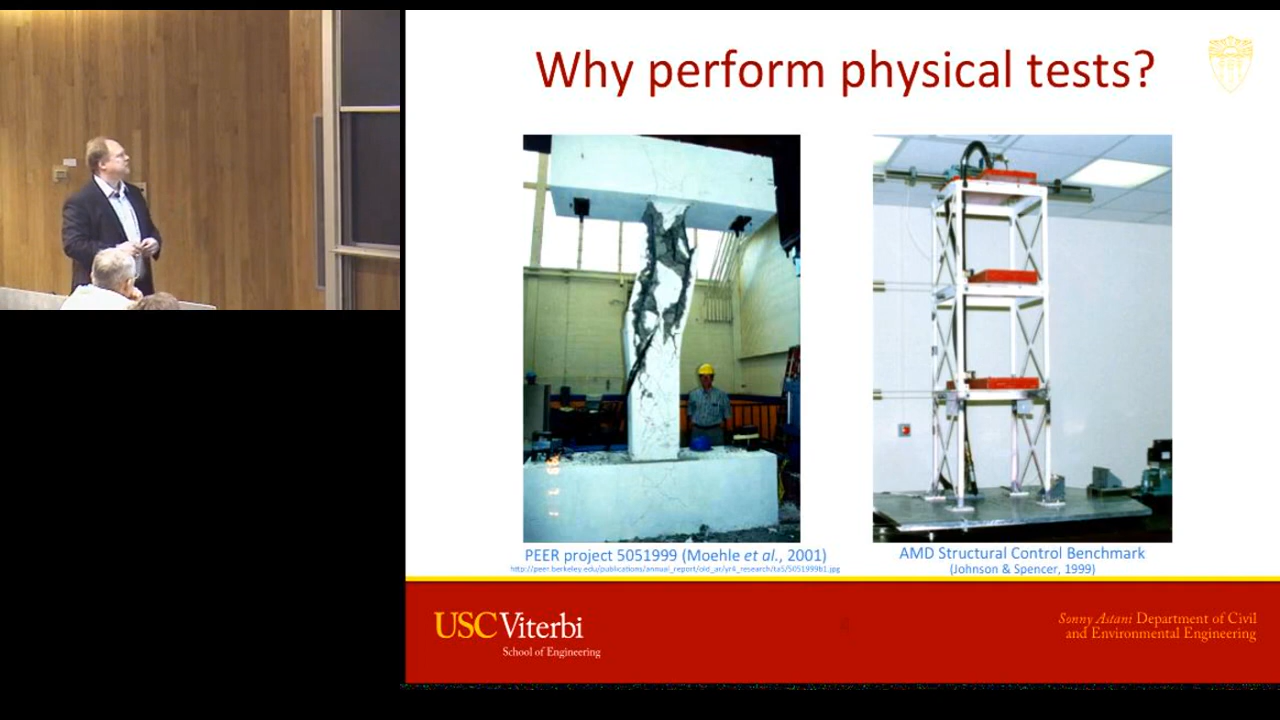 Why perform physical tests?
PEER project 5051999 (Moehle et al., 2001)
http://peer.berkeley.edu/publications/annual_report/old_ar/yr4_research/ta5/5051999b1.jpg
AMD Structural Control Benchmark
(Johnson & Spencer, 1999)
USC Viterbi
School of Engineering
Sonny Astani Department of Civil
and Environmental Engineering